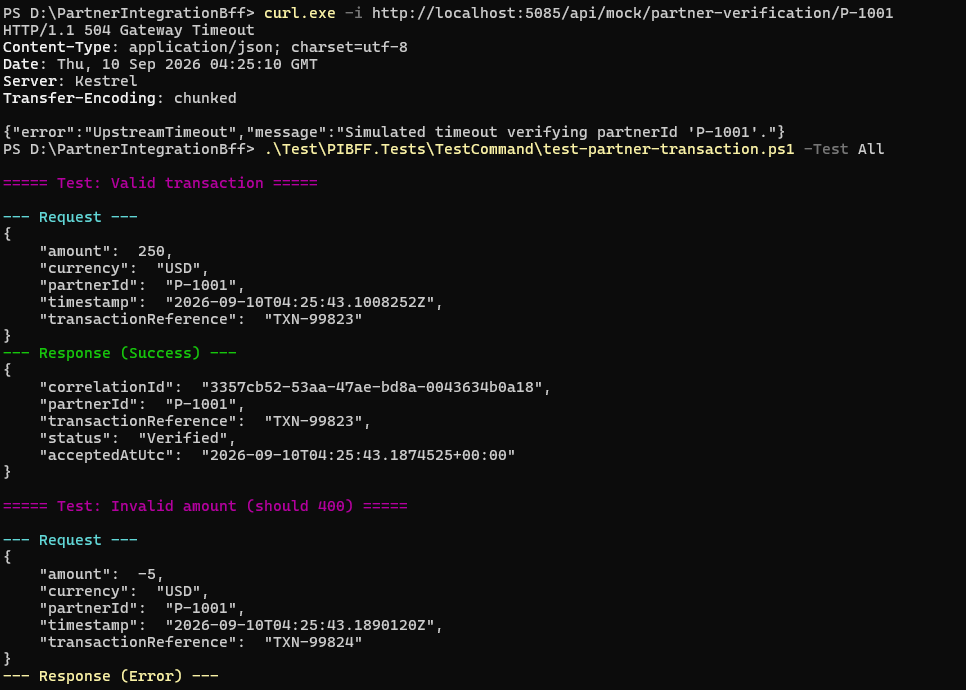 PS D:\PartnerIntegrationBff> curl.exe -i http://localhost:5085/api/mock/partner-verification/P-1001
HTTP/1.1 504 Gateway Timeout
Content-Type: application/json; charset=utf-8
Date: Thu, 10 Sep 2026 04:25:10 GMT
Server: Kestrel
Transfer-Encoding: chunked

{"error":"UpstreamTimeout","message":"Simulated timeout verifying partnerId 'P-1001'."}
PS D:\PartnerIntegrationBff> .\Test\PIBFF.Tests\TestCommand\test-partner-transaction.ps1 -Test All

===== Test: Valid transaction =====

--- Request ---
{
    "amount":  250,
    "currency":  "USD",
    "partnerId":  "P-1001",
    "timestamp":  "2026-09-10T04:25:43.1008252Z",
    "transactionReference":  "TXN-99823"
}
--- Response (Success) ---
{
    "correlationId":  "3357cb52-53aa-47ae-bd8a-0043634b0a18",
    "partnerId":  "P-1001",
    "transactionReference":  "TXN-99823",
    "status":  "Verified",
    "acceptedAtUtc":  "2026-09-10T04:25:43.1874525+00:00"
}

===== Test: Invalid amount (should 400) =====

--- Request ---
{
    "amount":  -5,
    "currency":  "USD",
    "partnerId":  "P-1001",
    "timestamp":  "2026-09-10T04:25:43.1890120Z",
    "transactionReference":  "TXN-99824"
}
--- Response (Error) ---